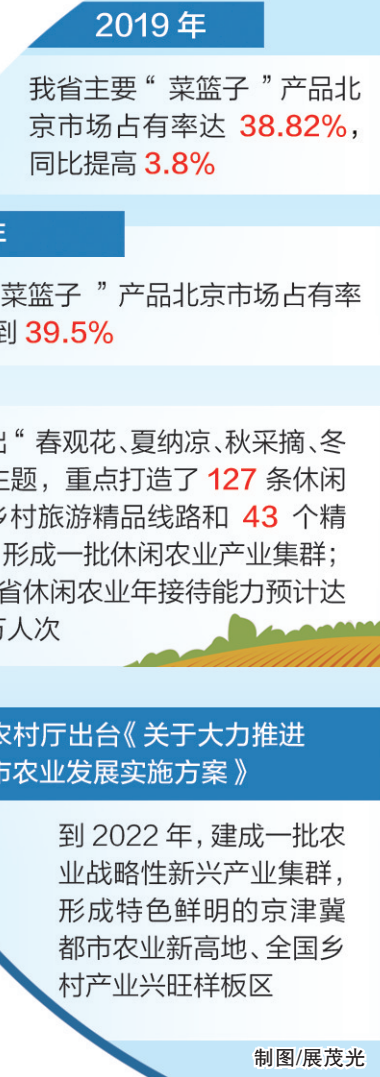 2019年
我省主要“菜篮子”产品北
京市场占有率达 38.82%，
同比提高 3.8%
菜篮子”产品北京市场占有率
到 39.5%
出“春观花、夏纳凉、秋采摘、冬
主题，重点打造了 127 条休闲
乡村旅游精品线路和 43 个精
形成一批休闲农业产业集群；
省休闲农业年接待能力预计达
万人次
农村厅出台《关于大力推进
市农业发展实施方案》
到 2022 年，建成一批农
业战略性新兴产业集群，
形成特色鲜明的京津冀
都市农业新高地、全国乡
村产业兴旺样板区
制图/展茂光